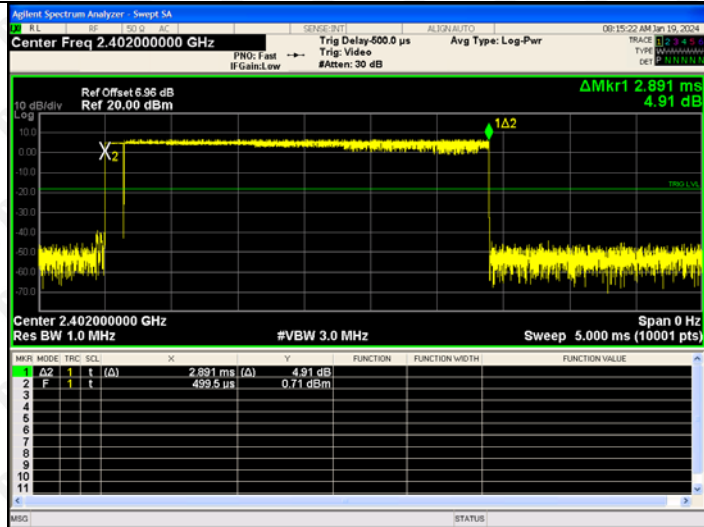 Agilent Spectrum Analyzer - Swept SA
RL RF 50 Ω AC SENSE:INT ALIGN AUTO 08:15:22 AM Jan 19, 2024
Center Freq 2.402000000 GHz
PNO: Fast
IFGain:Low
Trig Delay-500.0 µs
Trig: Video
#Atten: 30 dB
Avg Type: Log-Pwr
TRACE 1 2 3 4 5 6
TYPE
DET P N N N N N
ΔMkr1 2.891 ms
4.91 dB
Ref Offset 6.96 dB
10 dB/div Ref 20.00 dBm
Log
10.0
0.00
-10.0
-20.0
-30.0
-40.0
-50.0
-60.0
-70.0
1Δ2
2
TRIG LVL
Center 2.402000000 GHz Span 0 Hz
Res BW 1.0 MHz #VBW 3.0 MHz Sweep 5.000 ms (10001 pts)
MKR MODE TRC SCL X Y FUNCTION FUNCTION WIDTH FUNCTION VALUE
1 Δ2 1 t (Δ) 2.891 ms (Δ) 4.91 dB
2 F 1 t 499.5 µs 0.71 dBm
3
4
5
6
7
8
9
10
11
MSG STATUS